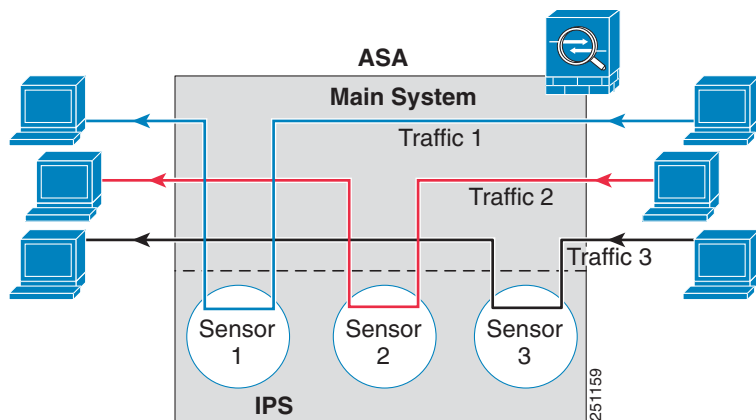 ASA
Main System
Traffic 1
Traffic 2
Traffic 3
Sensor
1
Sensor
2
Sensor
3
IPS
251159